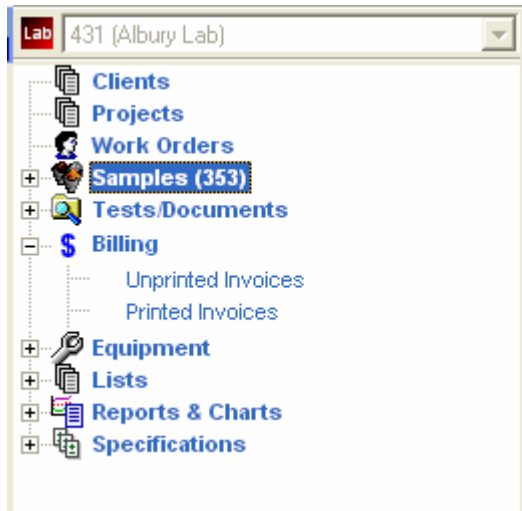 Lab 431 (Albury Lab)
Clients
Projects
Work Orders
Samples (353)
Tests/Documents
$ Billing
Unprinted Invoices
Printed Invoices
Equipment
Lists
Reports & Charts
Specifications